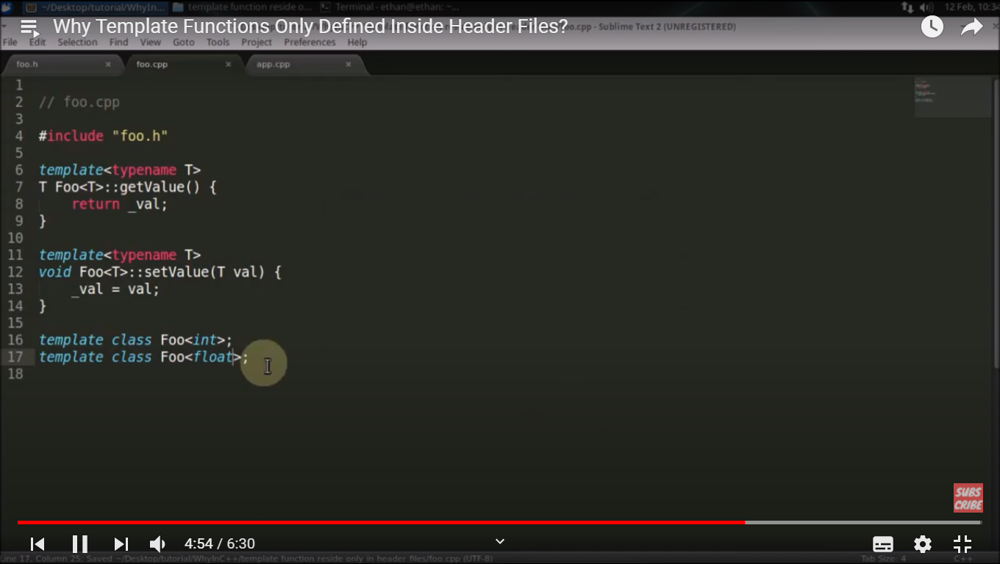 ~/Desktop/tutorial/WhyIn... template function reside o... Terminal - ethan@ethan: ~... 12 Feb, 10:34
Why Template Functions Only Defined Inside Header Files?
foo.cpp - Sublime Text 2 (UNREGISTERED)
File Edit Selection Find View Goto Tools Project Preferences Help
foo.h × foo.cpp × app.cpp ×
1
2 // foo.cpp
3
4 #include "foo.h"
5
6 template<typename T>
7 T Foo<T>::getValue() {
8 return _val;
9 }
10
11 template<typename T>
12 void Foo<T>::setValue(T val) {
13 _val = val;
14 }
15
16 template class Foo<int>;
17 template class Foo<float>;
18
SUBS
CRIBE
4:54 / 6:30
Line 17, Column 25; Saved ~/Desktop/tutorial/WhyInC++/template function reside only in header files/foo.cpp (UTF-8) Tab Size: 4 C++